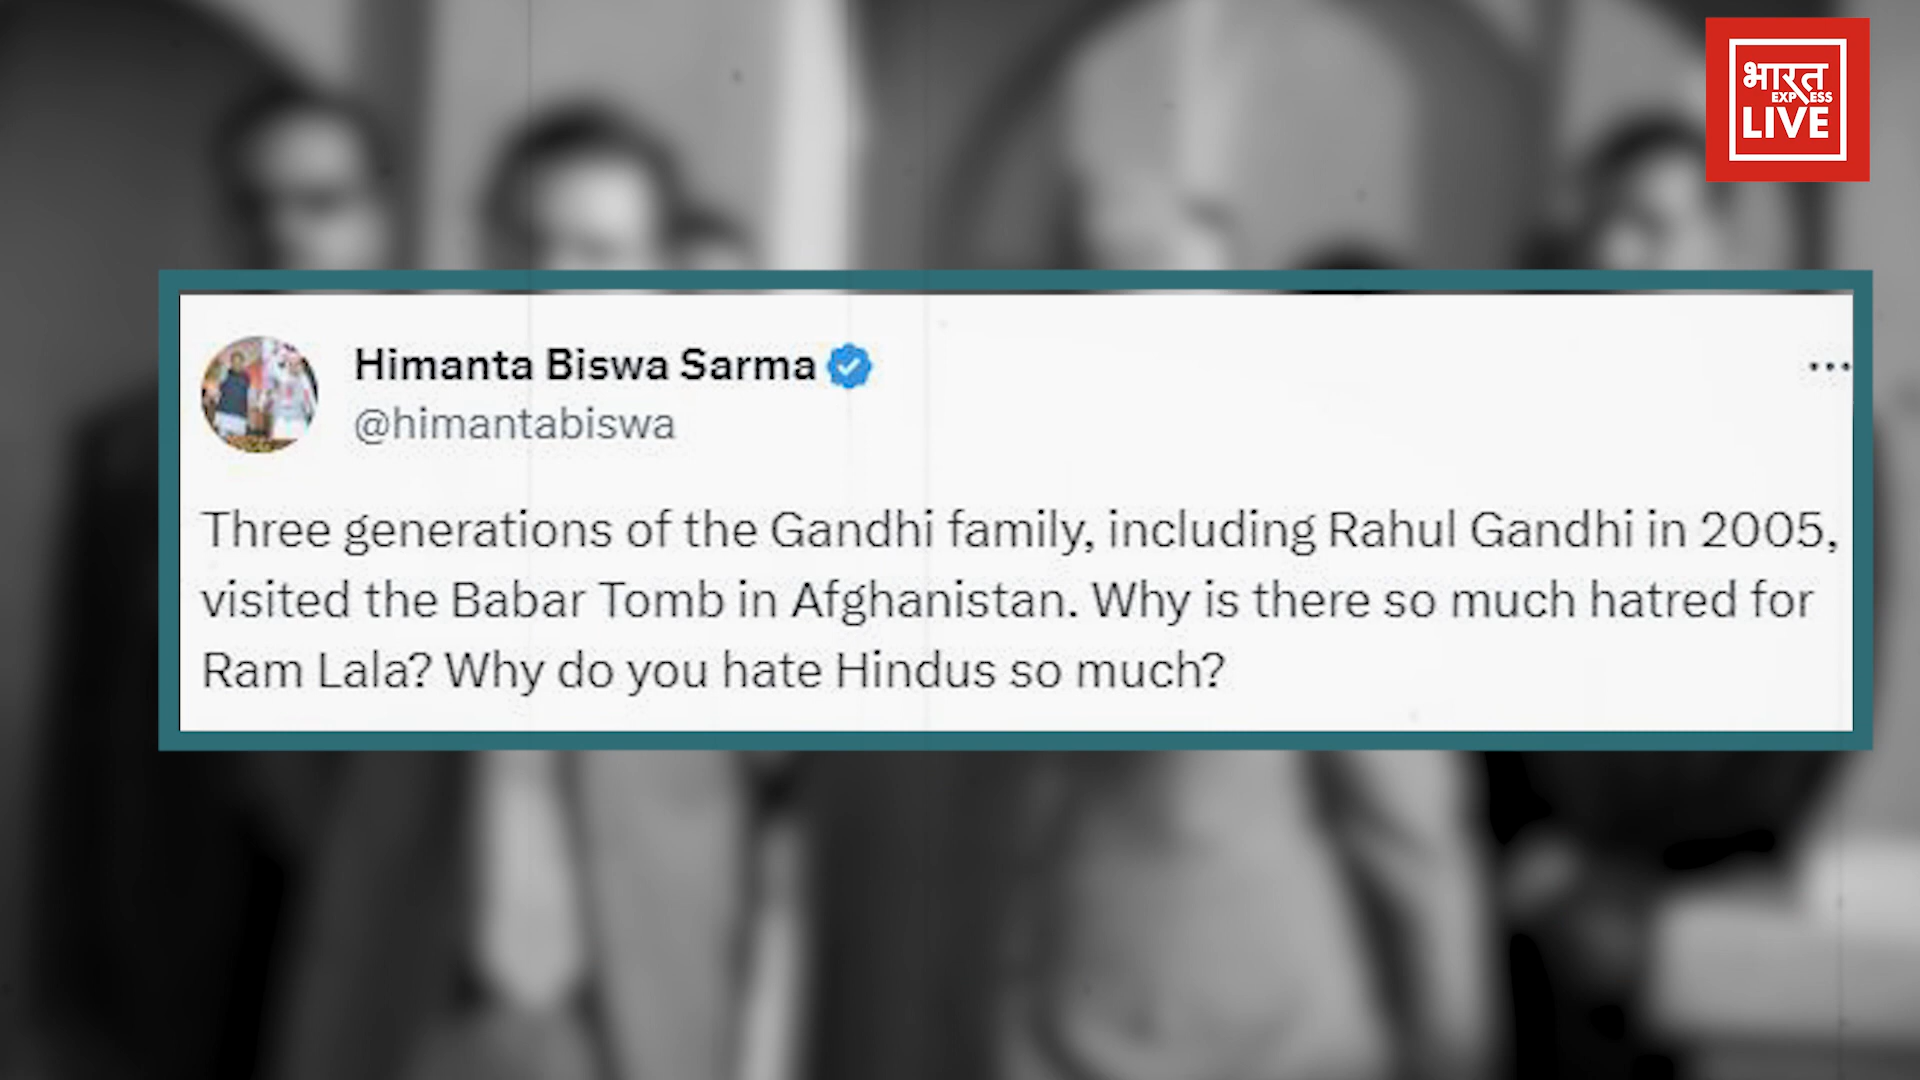 भारत
EXPRESS
LIVE
Himanta Biswa Sarma
...
@himantabiswa
Three generations of the Gandhi family, including Rahul Gandhi in 2005,
visited the Babar Tomb in Afghanistan. Why is there so much hatred for
Ram Lala? Why do you hate Hindus so much?